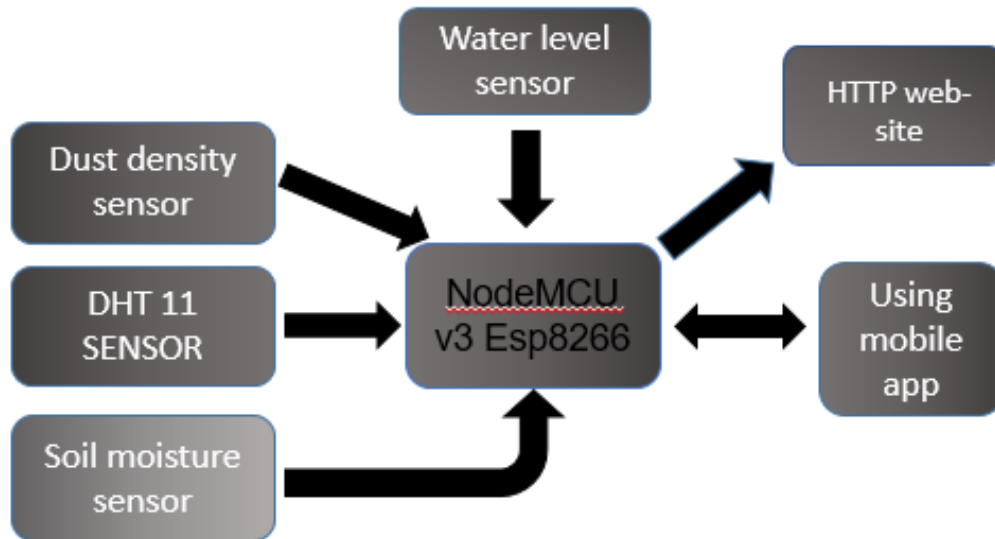 Water level
sensor
HTTP web-
site
Dust density
sensor
NodeMCU
v3 Esp8266
DHT 11
SENSOR
Using
mobile
app
Soil moisture
sensor